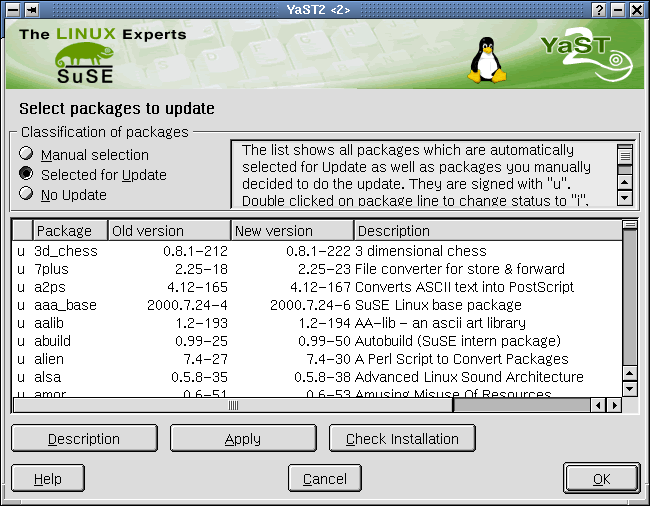 YaST2 <2>
The LINUX Experts
SuSE
YaST
2
Select packages to update
Classification of packages
Manual selection
Selected for Update
No Update
The list shows all packages which are automatically
selected for Update as well as packages you manually
decided to do the update. They are signed with "u".
Double clicked on package line to change status to "i".
Package Old version New version Description
u 3d_chess 0.8.1-212 0.8.1-222 3 dimensional chess
u 7plus 2.25-18 2.25-23 File converter for store & forward
u a2ps 4.12-165 4.12-167 Converts ASCII text into PostScript
u aaa_base 2000.7.24-4 2000.7.24-6 SuSE Linux base package
u aalib 1.2-193 1.2-194 AA-lib - an ascii art library
u abuild 0.99-25 0.99-50 Autobuild (SuSE intern package)
u alien 7.4-27 7.4-30 A Perl Script to Convert Packages
u alsa 0.5.8-35 0.5.8-38 Advanced Linux Sound Architecture
u amor 0.6-51 0.6-53 Amusing Misuse Of Resources
Description Apply Check Installation
Help Cancel OK